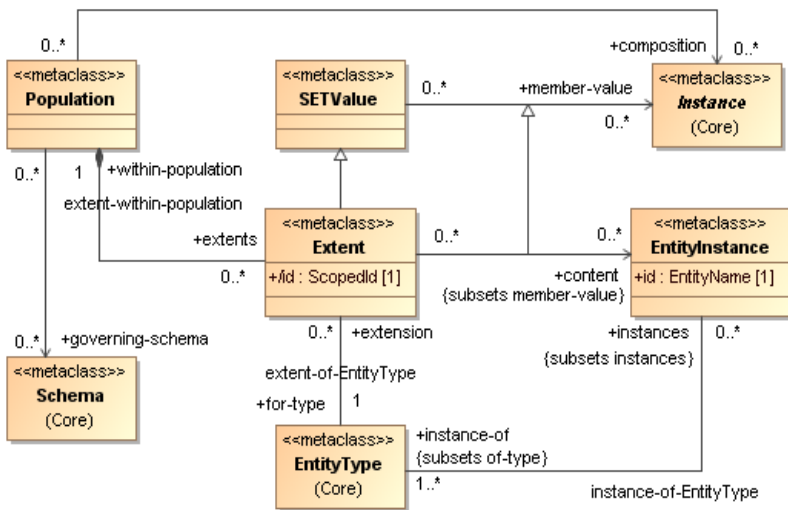 0..*
+composition
0..*
<<metaclass>>
Population
<<metaclass>>
SETValue
0..*
+member-value
0..*
<<metaclass>>
Instance
(Core)
0..*
1
+within-population
extent-within-population
+extents
0..*
<<metaclass>>
Extent
+/id : ScopedId [1]
0..*
0..*
+content
{subsets member-value}
<<metaclass>>
EntityInstance
+id : EntityName [1]
0..*
+governing-schema
<<metaclass>>
Schema
(Core)
0..*
+extension
extent-of-EntityType
+for-type
1
+instances
0..*
{subsets instances}
<<metaclass>>
EntityType
(Core)
+instance-of
{subsets of-type}
1..*
instance-of-EntityType